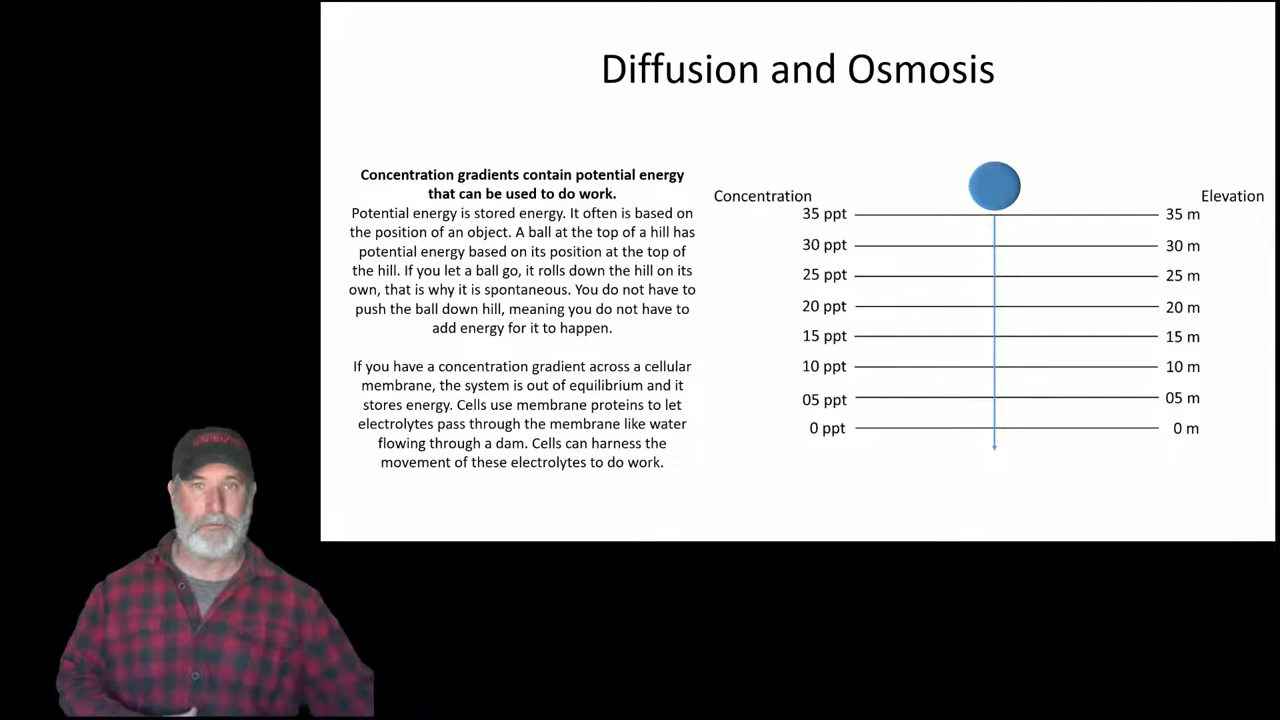 Diffusion and Osmosis
Concentration gradients contain potential energy
that can be used to do work.
Potential energy is stored energy. It often is based on
the position of an object. A ball at the top of a hill has
potential energy based on its position at the top of
the hill. If you let a ball go, it rolls down the hill on its
own, that is why it is spontaneous. You do not have to
push the ball down hill, meaning you do not have to
add energy for it to happen.
If you have a concentration gradient across a cellular
membrane, the system is out of equilibrium and it
stores energy. Cells use membrane proteins to let
electrolytes pass through the membrane like water
flowing through a dam. Cells can harness the
movement of these electrolytes to do work.
Concentration Elevation
35 ppt 35 m
30 ppt 30 m
25 ppt 25 m
20 ppt 20 m
15 ppt 15 m
10 ppt 10 m
05 ppt 05 m
0 ppt 0 m